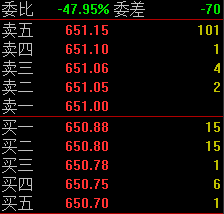 委比 -47.95% 委差 -70
卖五 651.15 101
卖四 651.10 1
卖三 651.06 4
卖二 651.05 2
卖一 651.00
买一 650.88 15
买二 650.80 15
买三 650.78 1
买四 650.75 6
买五 650.70 1